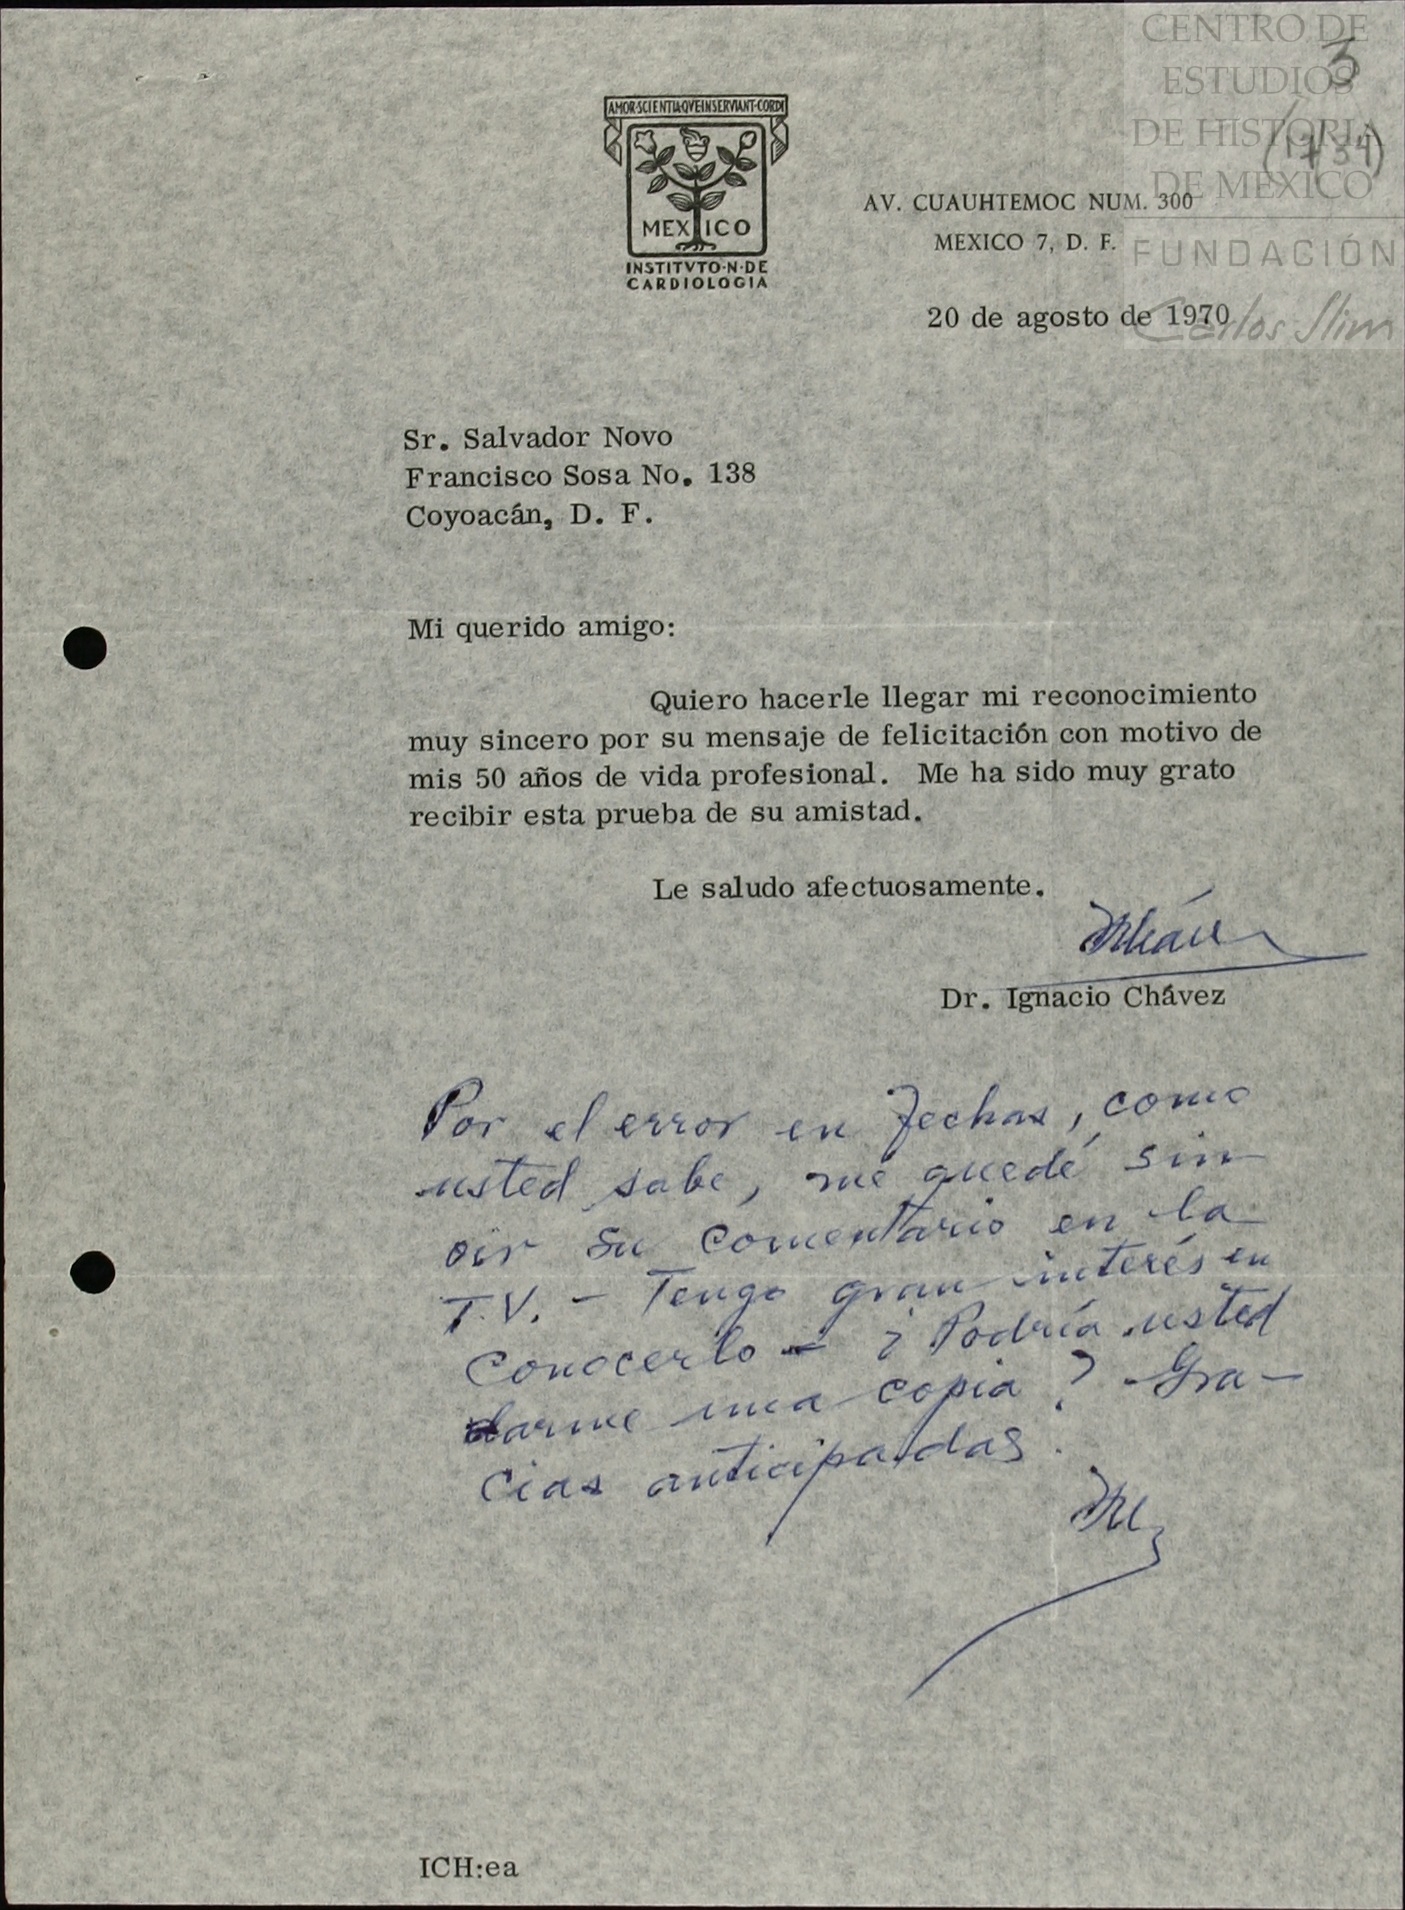 CENTRO DE
ESTUDIOS
DE HISTORIA
DE MEXICO
FUNDACIÓN
Carlos Slim
3
AMOR·SCIENTIAQVE·INSERVIANT·CORDI
MEXICO
INSTITVTO·N·DE
CARDIOLOGIA
AV. CUAUHTEMOC NUM. 300
MEXICO 7, D. F.
20 de agosto de 1970
Sr. Salvador Novo
Francisco Sosa No. 138
Coyoacán, D. F.
Mi querido amigo:
Quiero hacerle llegar mi reconocimiento
muy sincero por su mensaje de felicitación con motivo de
mis 50 años de vida profesional. Me ha sido muy grato
recibir esta prueba de su amistad.
Le saludo afectuosamente.
Dr. Ignacio Chávez
Por el error en fechas, como
usted sabe, me quedé sin
oir su comentario en la
T.V. - Tengo gran interés en
conocerlo - ¿Podría usted
darme una copia? Gra-
cias anticipadas.
ICH:ea